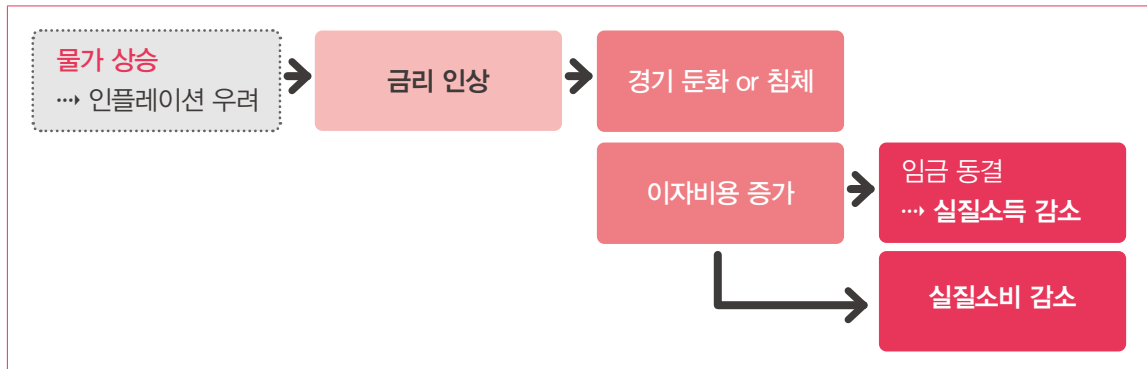 물가 상승
⋯→ 인플레이션 우려
금리 인상
경기 둔화 or 침체
이자비용 증가
임금 동결
⋯→ 실질소득 감소
실질소비 감소